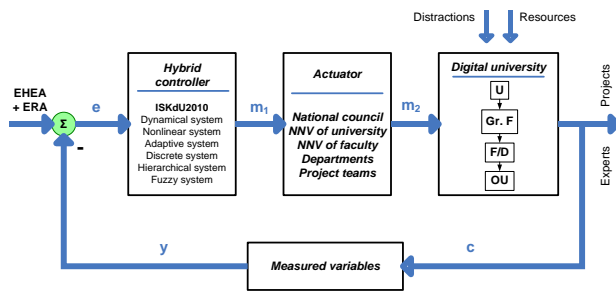 Distractions
Resources
EHEA
+ ERA
Σ
-
e
Hybrid
controller
ISKdU2010
Dynamical system
Nonlinear system
Adaptive system
Discrete system
Hierarchical system
Fuzzy system
m1
Actuator
National council
NNV of university
NNV of faculty
Departments
Project teams
m2
Digital university
U
Gr. F
F/D
OU
Projects
Experts
y
Measured variables
c